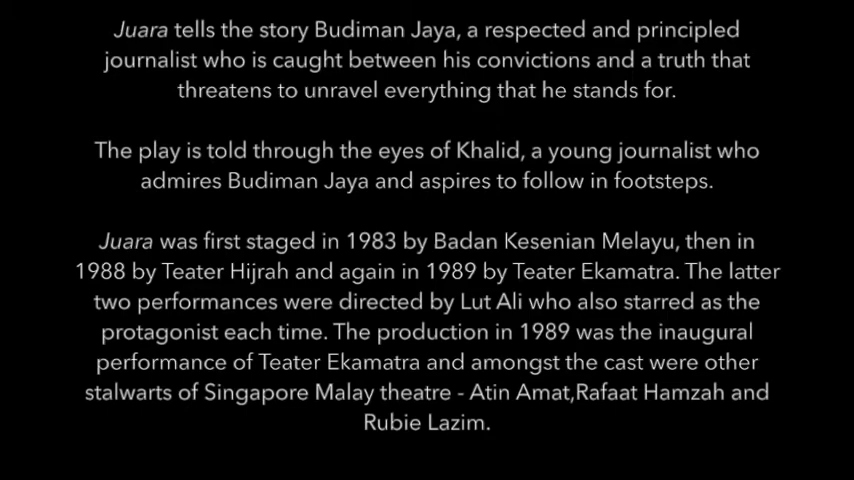 Juara tells the story Budiman Jaya, a respected and principled
journalist who is caught between his convictions and a truth that
threatens to unravel everything that he stands for.
The play is told through the eyes of Khalid, a young journalist who
admires Budiman Jaya and aspires to follow in footsteps.
Juara was first staged in 1983 by Badan Kesenian Melayu, then in
1988 by Teater Hijrah and again in 1989 by Teater Ekamatra. The latter
two performances were directed by Lut Ali who also starred as the
protagonist each time. The production in 1989 was the inaugural
performance of Teater Ekamatra and amongst the cast were other
stalwarts of Singapore Malay theatre - Atin Amat,Rafaat Hamzah and
Rubie Lazim.